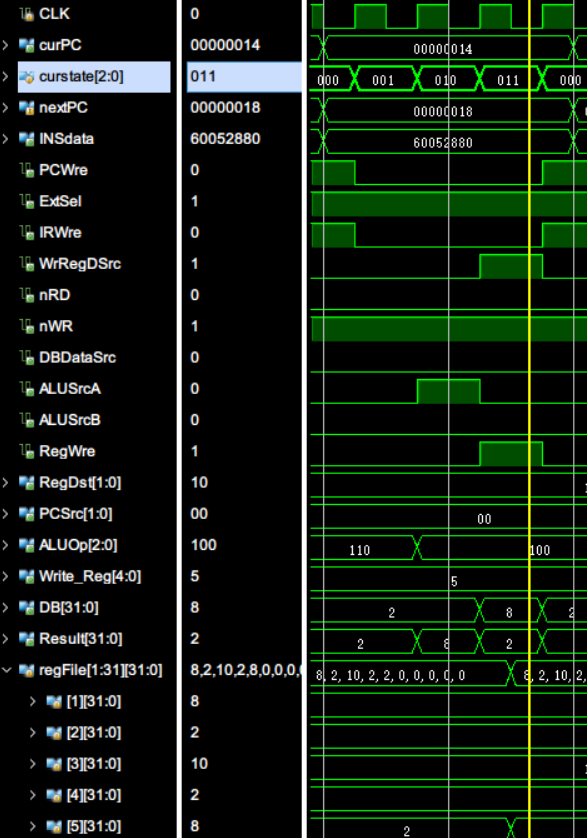 CLK 0
curPC 00000014 00000014
curstate[2:0] 011 000 001 010 011 000
nextPC 00000018 00000018
INSdata 60052880 60052880
PCWre 0
ExtSel 1
IRWre 0
WrRegDSrc 1
nRD 0
nWR 1
DBDataSrc 0
ALUSrcA 0
ALUSrcB 0
RegWre 1
RegDst[1:0] 10
PCSrc[1:0] 00 00
ALUOp[2:0] 100 110 100
Write_Reg[4:0] 5 5
DB[31:0] 8 2 8 2
Result[31:0] 2 2 8 2
regFile[1:31][31:0] 8,2,10,2,8,0,0,0,0 8, 2, 10, 2, 2, 0, 0, 0, 0, 0 8, 2, 10, 2,
[1][31:0] 8
[2][31:0] 2
[3][31:0] 10
[4][31:0] 2
[5][31:0] 8 2